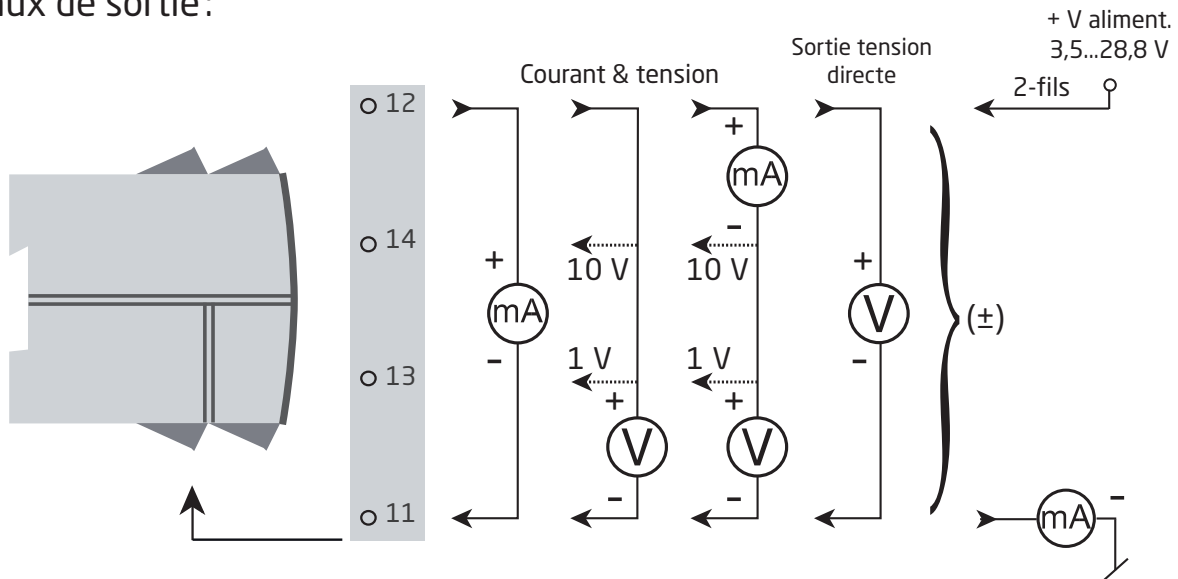 ux de sortie:
+ V aliment.
3,5...28,8 V
Sortie tension
directe
Courant & tension
2-fils
12
14
13
11
+
mA
-
10 V
1 V
+
V
-
+
mA
-
10 V
1 V
+
V
-
+
V
-
(±)
mA
-